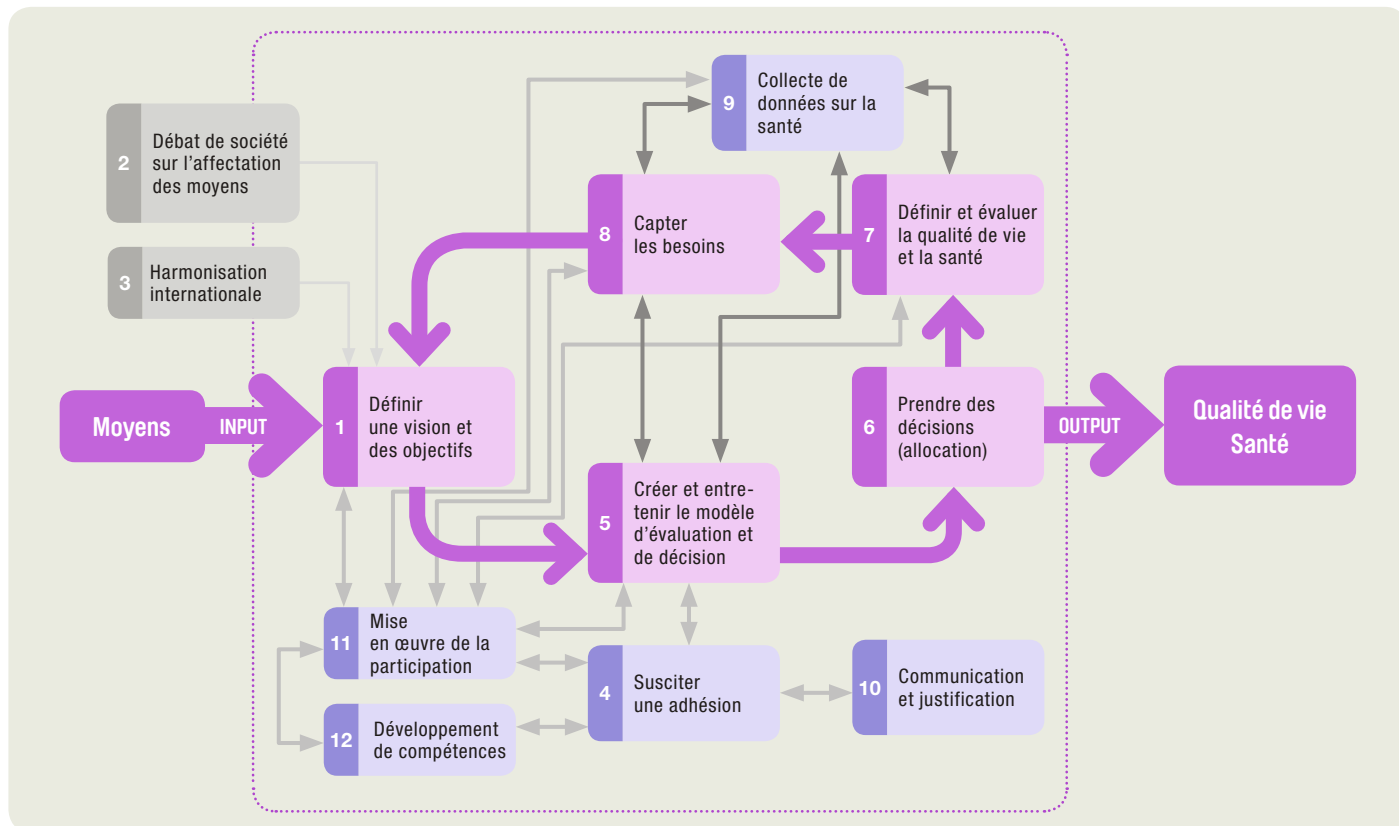 9
Collecte de
données sur la
santé
2
Débat de société
sur l'affectation
des moyens
3
Harmonisation
internationale
8
Capter
les besoins
7
Définir et évaluer
la qualité de vie
et la santé
Moyens
INPUT
1
Définir
une vision et
des objectifs
6
Prendre des
décisions
(allocation)
OUTPUT
Qualité de vie
Santé
5
Créer et entre-
tenir le modèle
d'évaluation et
de décision
11
Mise
en œuvre de la
participation
4
Susciter
une adhésion
10
Communication
et justification
12
Développement
de compétences